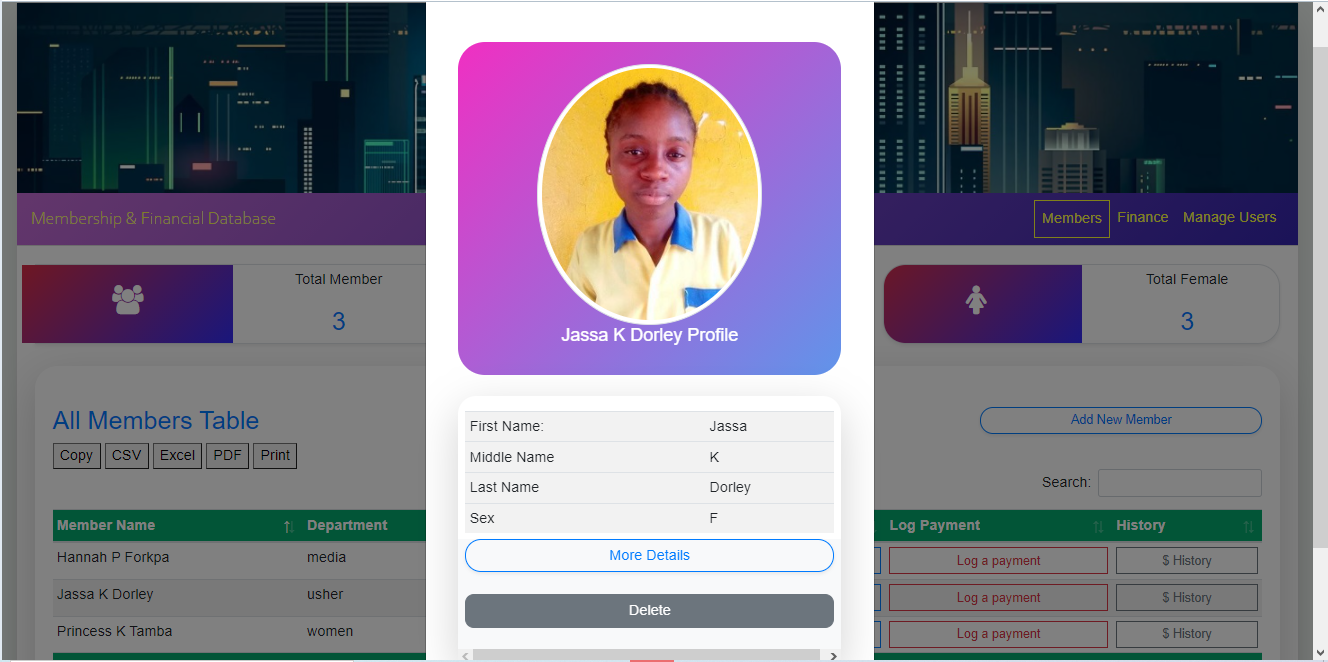 Jassa K Dorley Profile
First Name: Jassa
Middle Name K
Last Name Dorley
Sex F
More Details
Delete
Membership & Financial Database
Members Finance Manage Users
Total Member
3
Total Female
3
All Members Table
Add New Member
Copy CSV Excel PDF Print
Search:
Member Name Department Log Payment History
Hannah P Forkpa media Log a payment $ History
Jassa K Dorley usher Log a payment $ History
Princess K Tamba women Log a payment $ History